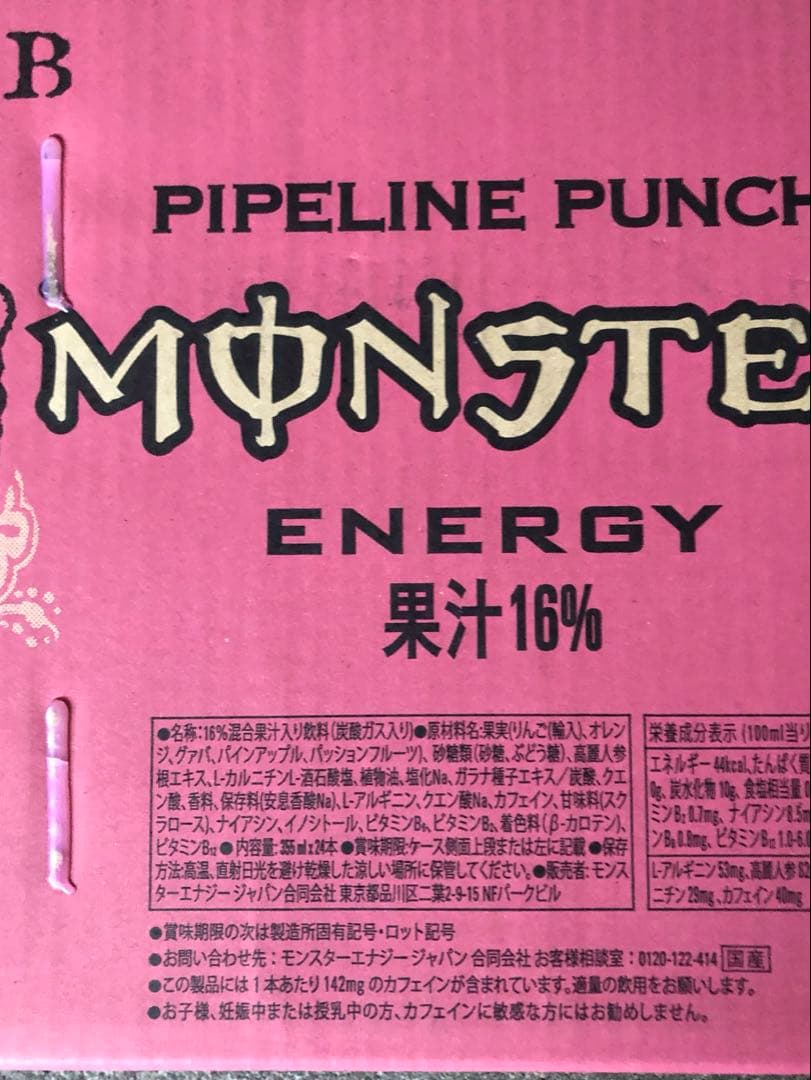 B
PIPELINE PUNCH
MONSTE
ENERGY
果汁16%
●名称:16%混合果汁入り飲料(炭酸ガス入り)●原材料名:果実(りんご(輸入)、オレン
ジ、グァバ、パインアップル、パッションフルーツ)、砂糖類(砂糖、ぶどう糖)、高麗人参
根エキス、L-カルニチンL-酒石酸塩、植物油、塩化Na、ガラナ種子エキス/炭酸、クエ
ン酸、香料、保存料(安息香酸Na)、L-アルギニン、クエン酸Na、カフェイン、甘味料(スク
ラロース)、ナイアシン、イノシトール、ビタミンB₆、ビタミンB₂、着色料(β-カロテン)、
ビタミンB₁₂ ● 内容量: 355ml x 24本 ●賞味期限:ケース側面上段または左に記載 ●保存
方法:高温、直射日光を避け乾燥した涼しい場所に保管してください。●販売者: モンス
ターエナジー ジャパン合同会社 東京都品川区二葉2-9-15 NFパークビル
栄養成分表示 (100ml当り
エネルギー 44kcal、たんぱく質
0g、炭水化物 10g、食塩相当量 0
ミンB₂ 0.7mg、ナイアシン8.5m
ンB₆ 0.8mg、ビタミンB₁₂ 1.0-6.
L-アルギニン 53mg、高麗人参 82
ニチン 29mg、カフェイン 40mg
●賞味期限の次は製造所固有記号・ロット記号
●お問い合わせ先：モンスターエナジー ジャパン 合同会社 お客様相談室：0120-122-414 国産
●この製品には1本あたり142mg のカフェインが含まれています。適量の飲用をお願いします。
●お子様、妊娠中または授乳中の方、カフェインに敏感な方にはお勧めしません。